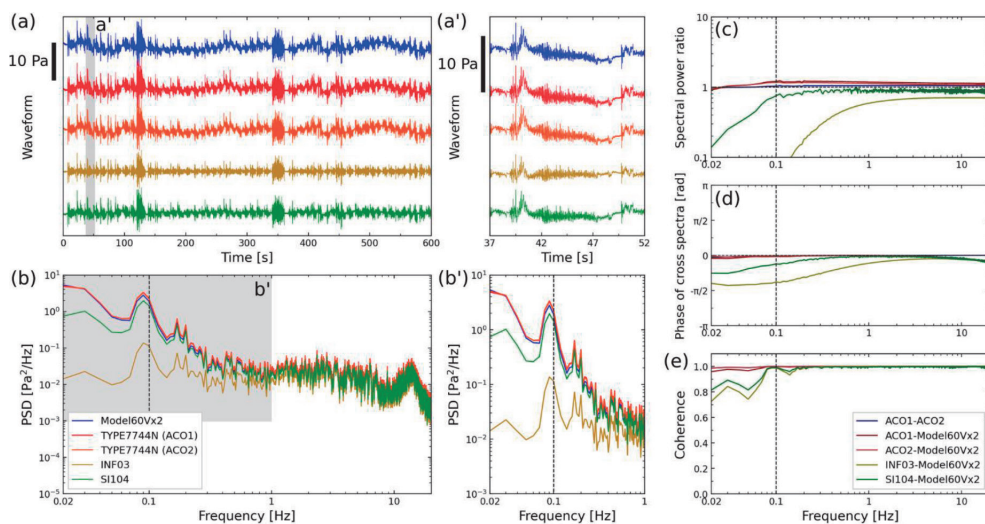 (a)
a'
10 Pa
Waveform
0 100 200 300 400 500 600
Time [s]
(a')
10 Pa
Waveform
37 42 47 52
Time [s]
(b)
b'
10¹
10⁰
10⁻¹
10⁻²
10⁻³
10⁻⁴
10⁻⁵
PSD [Pa²/Hz]
Model60Vx2
TYPE7744N (ACO1)
TYPE7744N (ACO2)
INF03
SI104
0.02 0.1 1 10
Frequency [Hz]
(b')
10¹
10⁰
10⁻¹
10⁻²
10⁻³
PSD [Pa²/Hz]
0.02 0.1 1
Frequency [Hz]
(c)
10
1
0.1
Spectral power ratio
0.02 0.1 1 10
(d)
π
π/2
0
-π/2
-π
Phase of cross spectra [rad]
0.02 0.1 1 10
(e)
1.0
0.8
0.6
0.4
0.2
0.0
Coherence
ACO1-ACO2
ACO1-Model60Vx2
ACO2-Model60Vx2
INF03-Model60Vx2
SI104-Model60Vx2
0.02 0.1 1 10
Frequency [Hz]